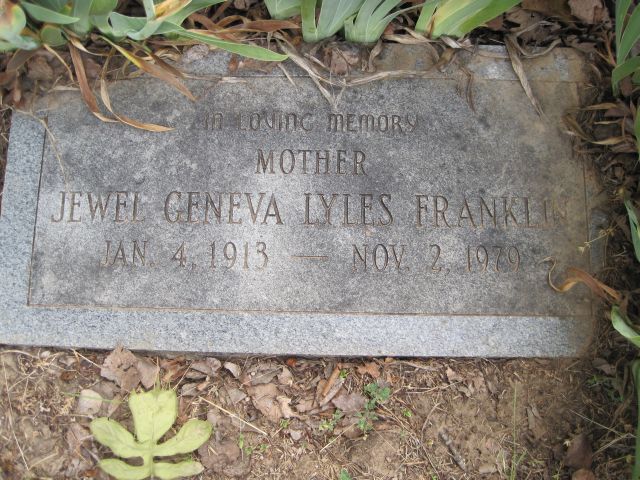 IN LOVING MEMORY
MOTHER
JEWEL GENEVA LYLES FRANKLIN
JAN. 4, 1913 — NOV. 2, 1979